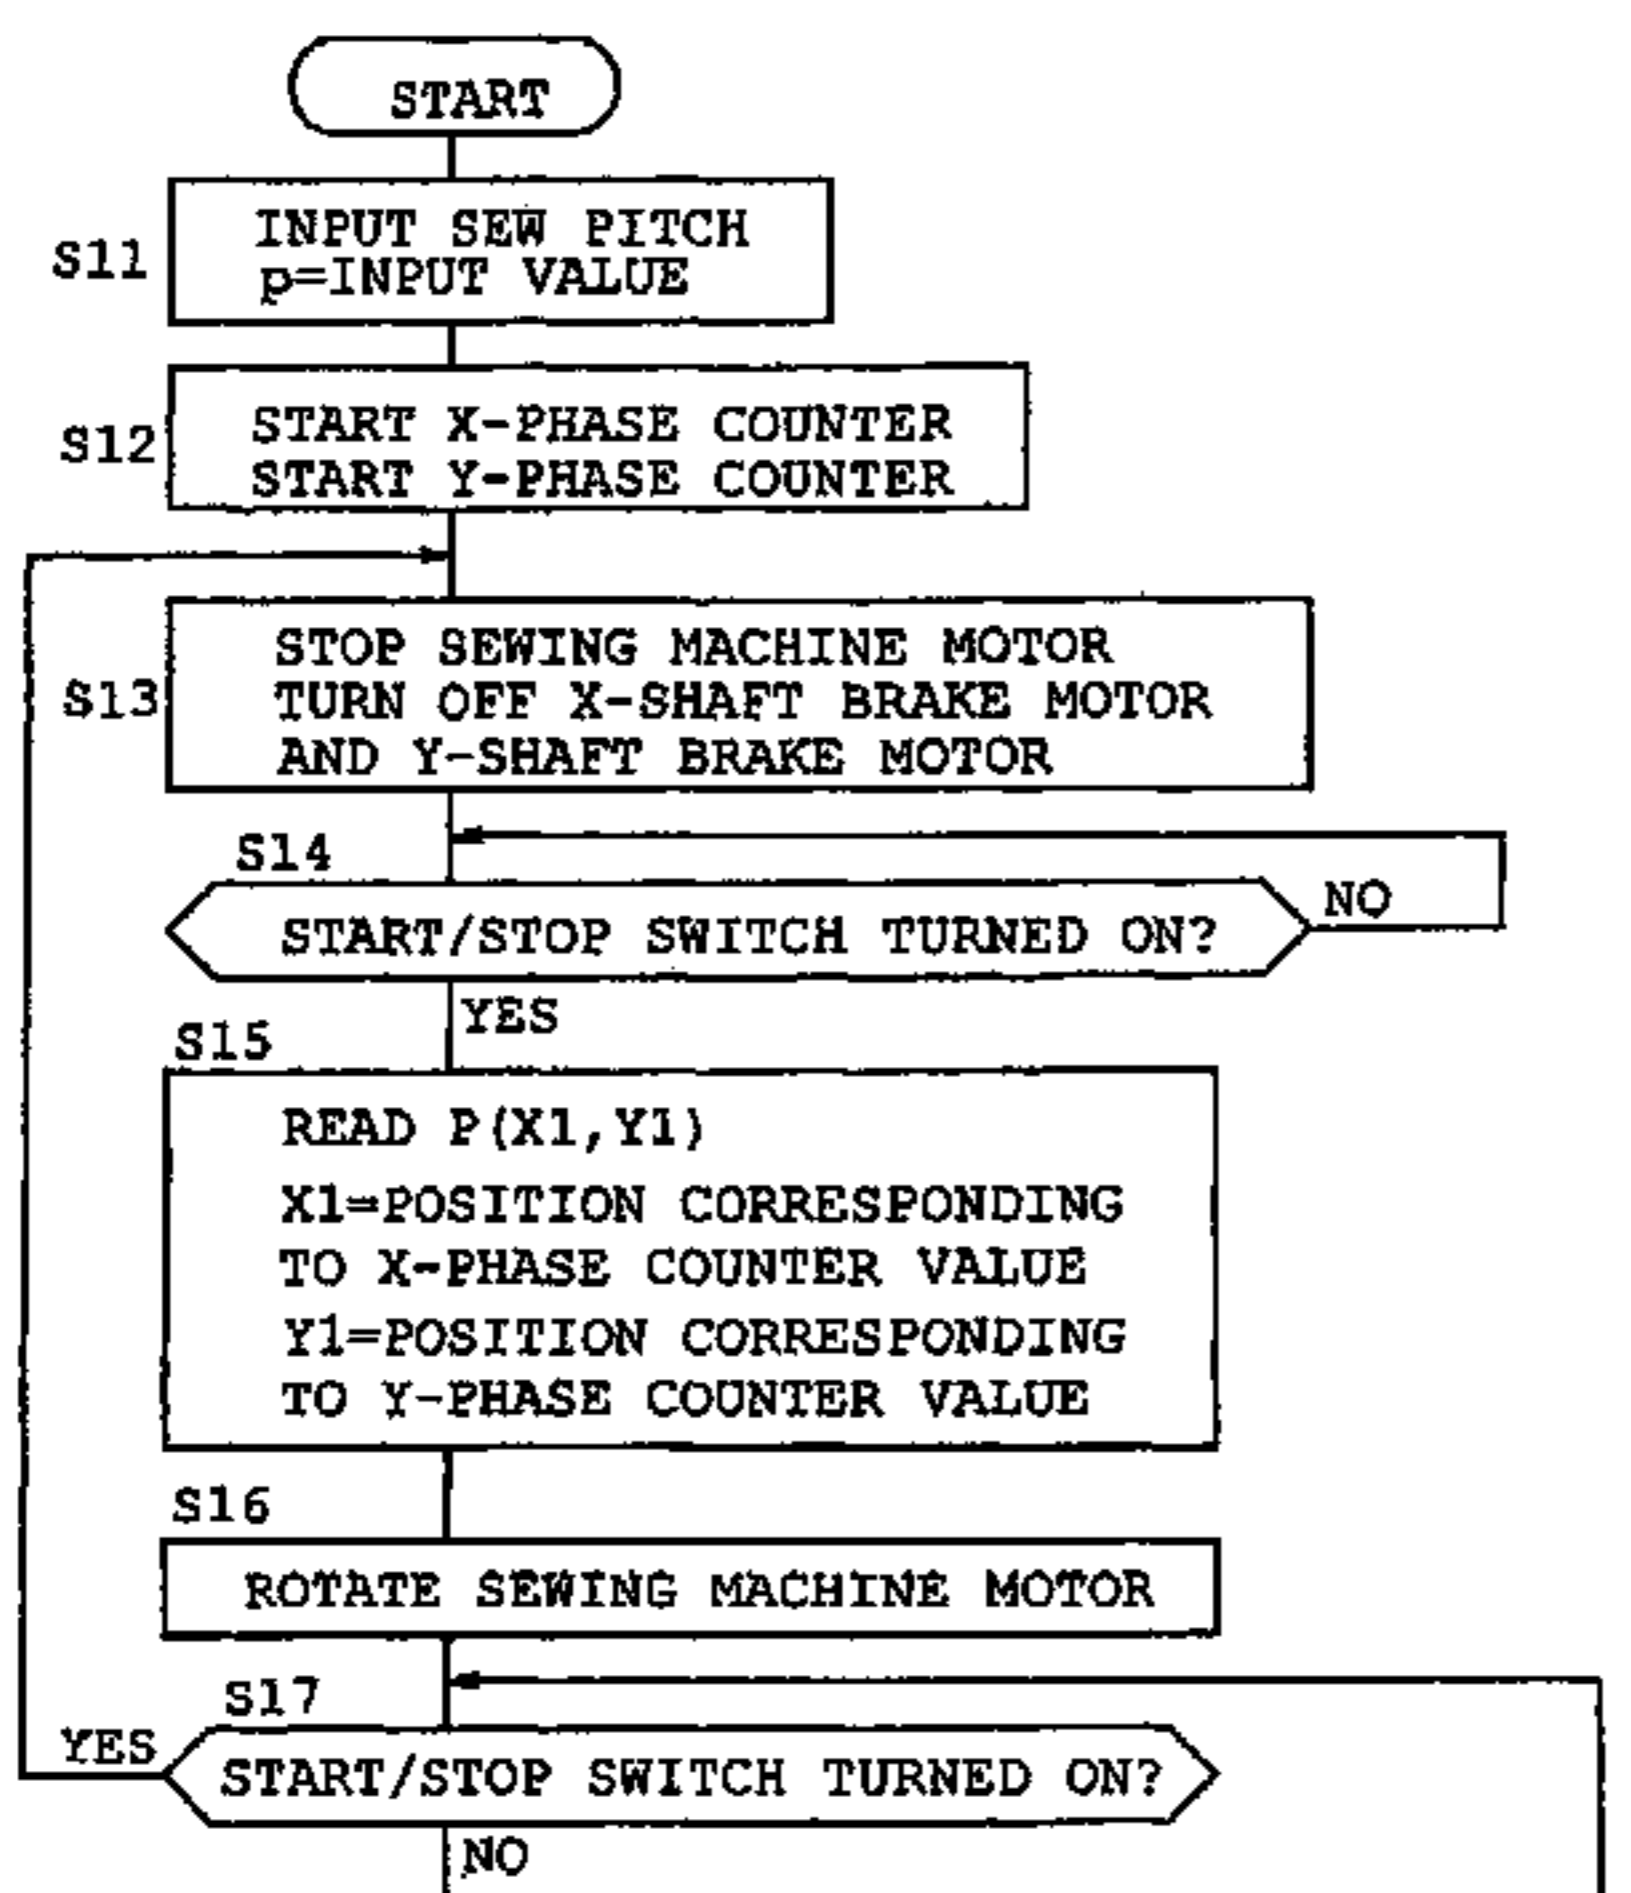 START
S11
INPUT SEW PITCH
p=INPUT VALUE
S12
START X-PHASE COUNTER
START Y-PHASE COUNTER
S13
STOP SEWING MACHINE MOTOR
TURN OFF X-SHAFT BRAKE MOTOR
AND Y-SHAFT BRAKE MOTOR
S14
START/STOP SWITCH TURNED ON?
NO
YES
S15
READ P(X1,Y1)
X1=POSITION CORRESPONDING
TO X-PHASE COUNTER VALUE
Y1=POSITION CORRESPONDING
TO Y-PHASE COUNTER VALUE
S16
ROTATE SEWING MACHINE MOTOR
S17
YES
START/STOP SWITCH TURNED ON?
NO